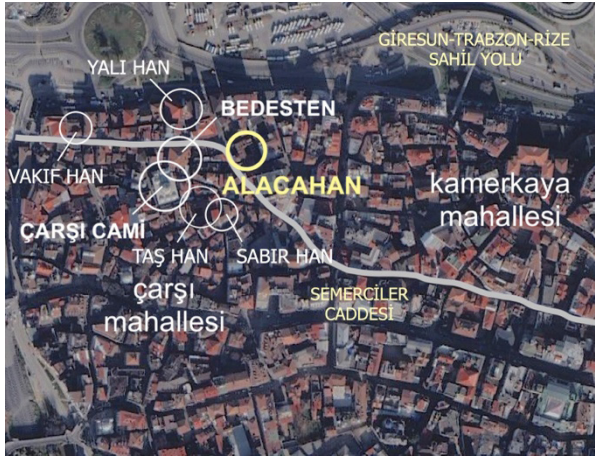 GİRESUN-TRABZON-RİZE
SAHİL YOLU
YALI HAN
BEDESTEN
VAKIF HAN
ALACAHAN
kamerkaya
mahallesi
ÇARŞI CAMİ
TAŞ HAN
SABIR HAN
çarşı
mahallesi
SEMERCİLER
CADDESİ